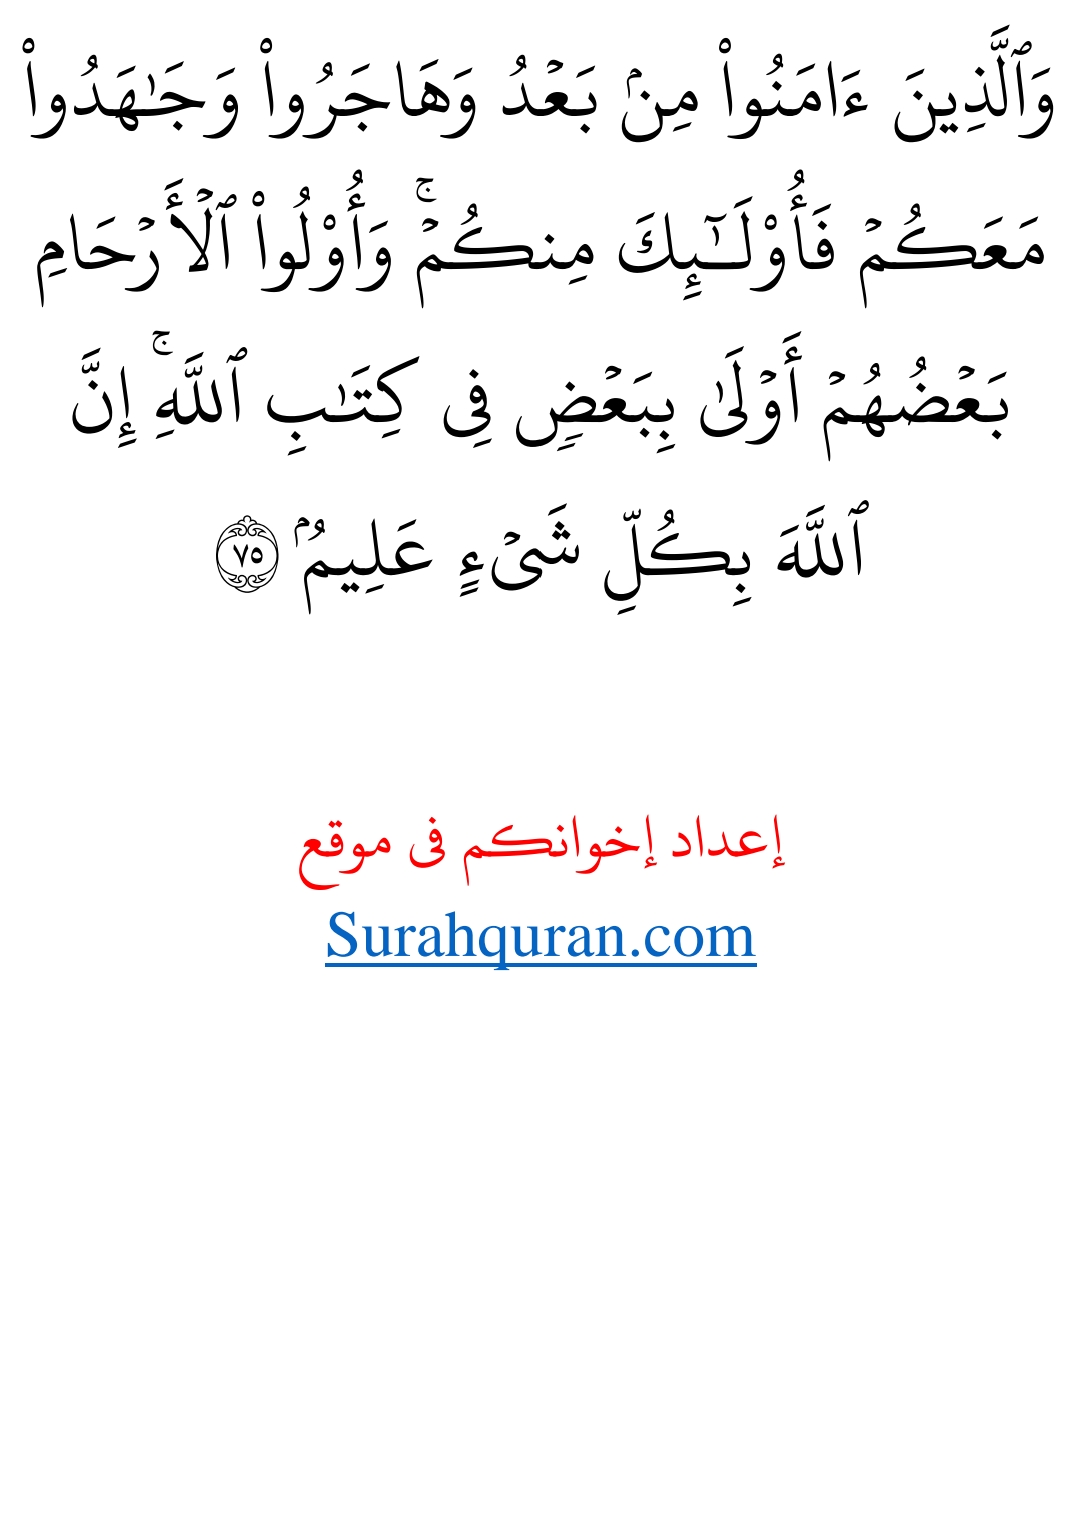 وَٱلَّذِينَ ءَامَنُواْ مِنۢ بَعۡدُ وَهَاجَرُواْ وَجَٰهَدُواْ
مَعَكُمۡ فَأُوْلَٰٓئِكَ مِنكُمۡۚ وَأُوْلُواْ ٱلۡأَرۡحَامِ
بَعۡضُهُمۡ أَوۡلَىٰ بِبَعۡضٖ فِي كِتَٰبِ ٱللَّهِۚ إِنَّ
ٱللَّهَ بِكُلِّ شَيۡءٍ عَلِيمُۢ ٧٥
إعداد إخوانكم فى موقع
Surahquran.com